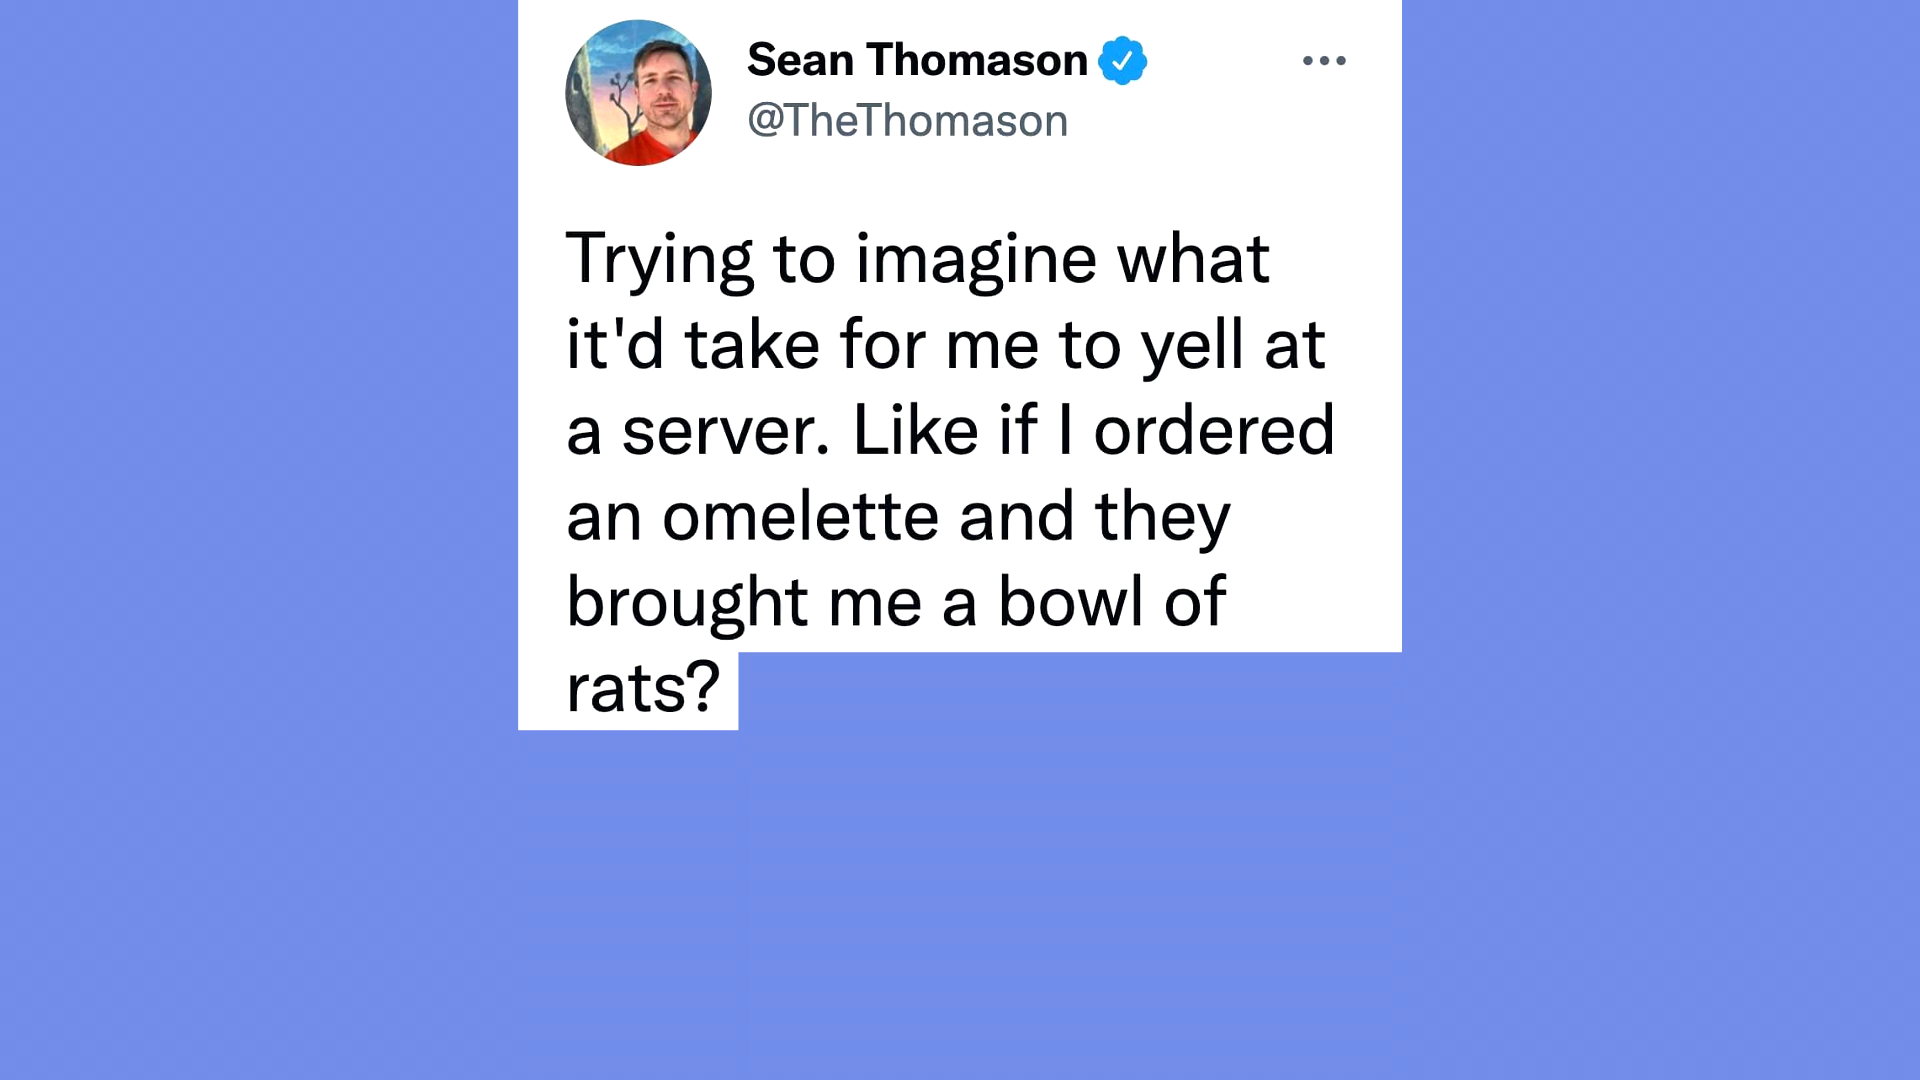 Sean Thomason
@TheThomason
Trying to imagine what
it'd take for me to yell at
a server. Like if I ordered
an omelette and they
brought me a bowl of
rats?